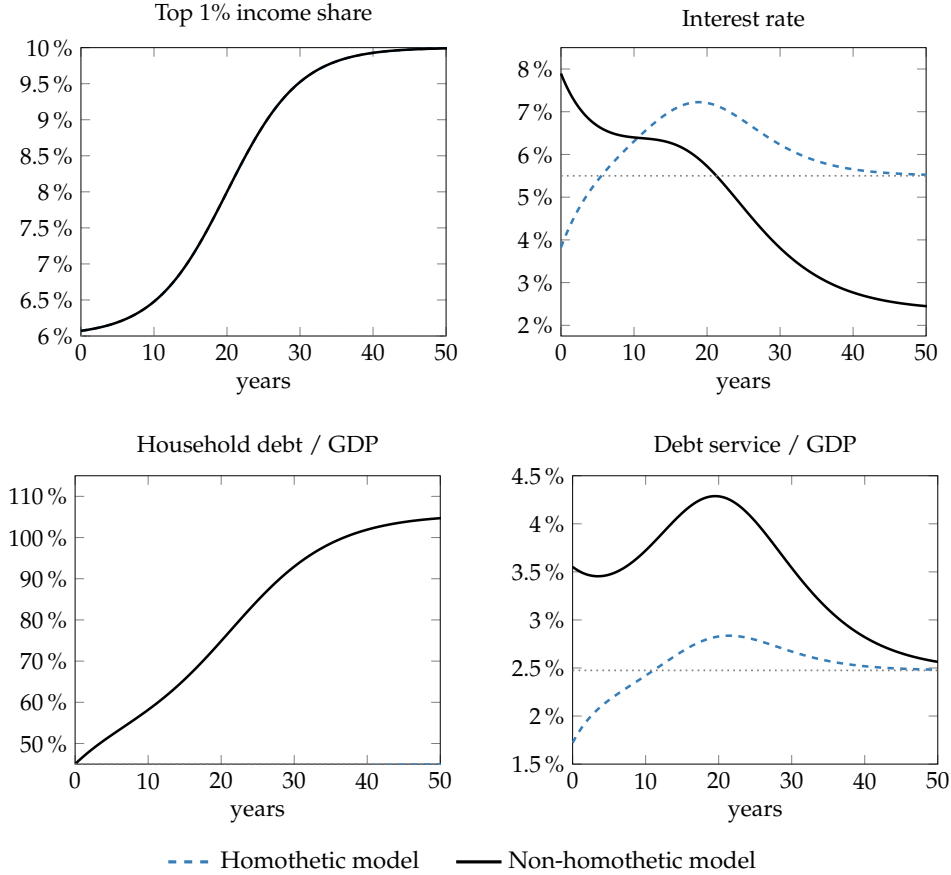 Top 1% income share
10 %
9.5 %
9 %
8.5 %
8 %
7.5 %
7 %
6.5 %
6 %
0 10 20 30 40 50
years
Interest rate
8 %
7 %
6 %
5 %
4 %
3 %
2 %
0 10 20 30 40 50
years
Household debt / GDP
110 %
100 %
90 %
80 %
70 %
60 %
50 %
0 10 20 30 40 50
years
Debt service / GDP
4.5 %
4 %
3.5 %
3 %
2.5 %
2 %
1.5 %
0 10 20 30 40 50
years
Homothetic model Non-homothetic model